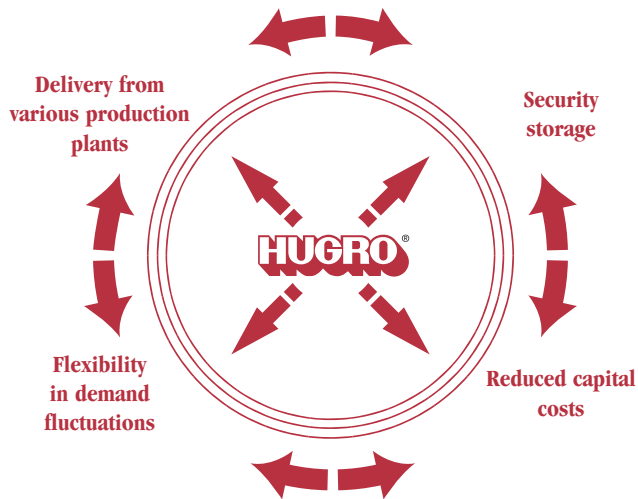 Delivery from
various production
plants
Security
storage
HUGRO®
Flexibility
in demand
fluctuations
Reduced capital
costs